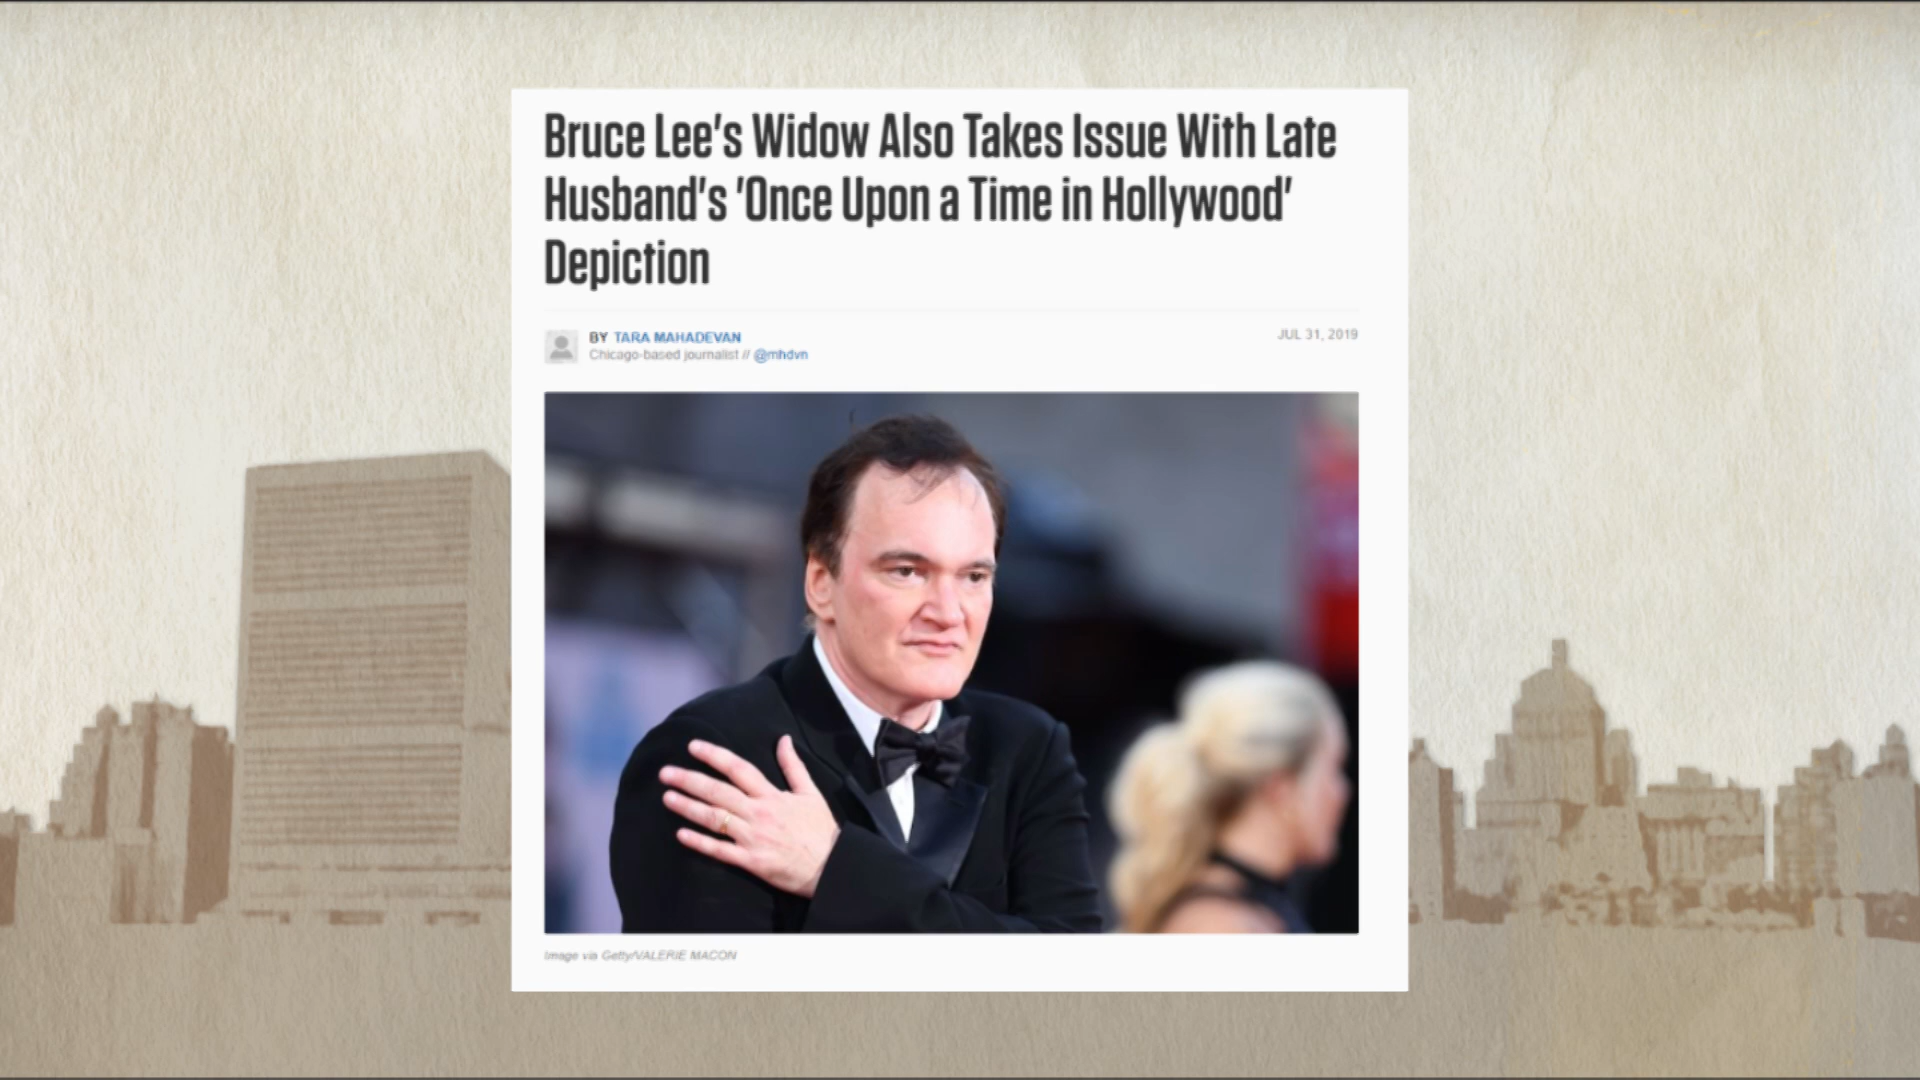 Bruce Lee's Widow Also Takes Issue With Late
Husband's 'Once Upon a Time in Hollywood'
Depiction
BY TARA MAHADEVAN
JUL 31, 2019
Chicago-based journalist // @mhdvn
Image via Getty/VALERIE MACON